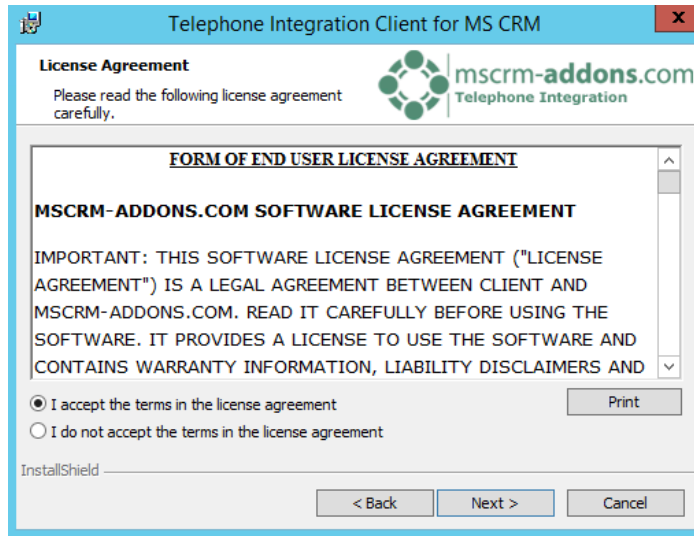 Telephone Integration Client for MS CRM
x
License Agreement
Please read the following license agreement
carefully.
mscrm-addons.com
Telephone Integration
FORM OF END USER LICENSE AGREEMENT
MSCRM-ADDONS.COM SOFTWARE LICENSE AGREEMENT
IMPORTANT: THIS SOFTWARE LICENSE AGREEMENT ("LICENSE
AGREEMENT") IS A LEGAL AGREEMENT BETWEEN CLIENT AND
MSCRM-ADDONS.COM. READ IT CAREFULLY BEFORE USING THE
SOFTWARE. IT PROVIDES A LICENSE TO USE THE SOFTWARE AND
CONTAINS WARRANTY INFORMATION, LIABILITY DISCLAIMERS AND
I accept the terms in the license agreement
Print
I do not accept the terms in the license agreement
InstallShield
< Back
Next >
Cancel